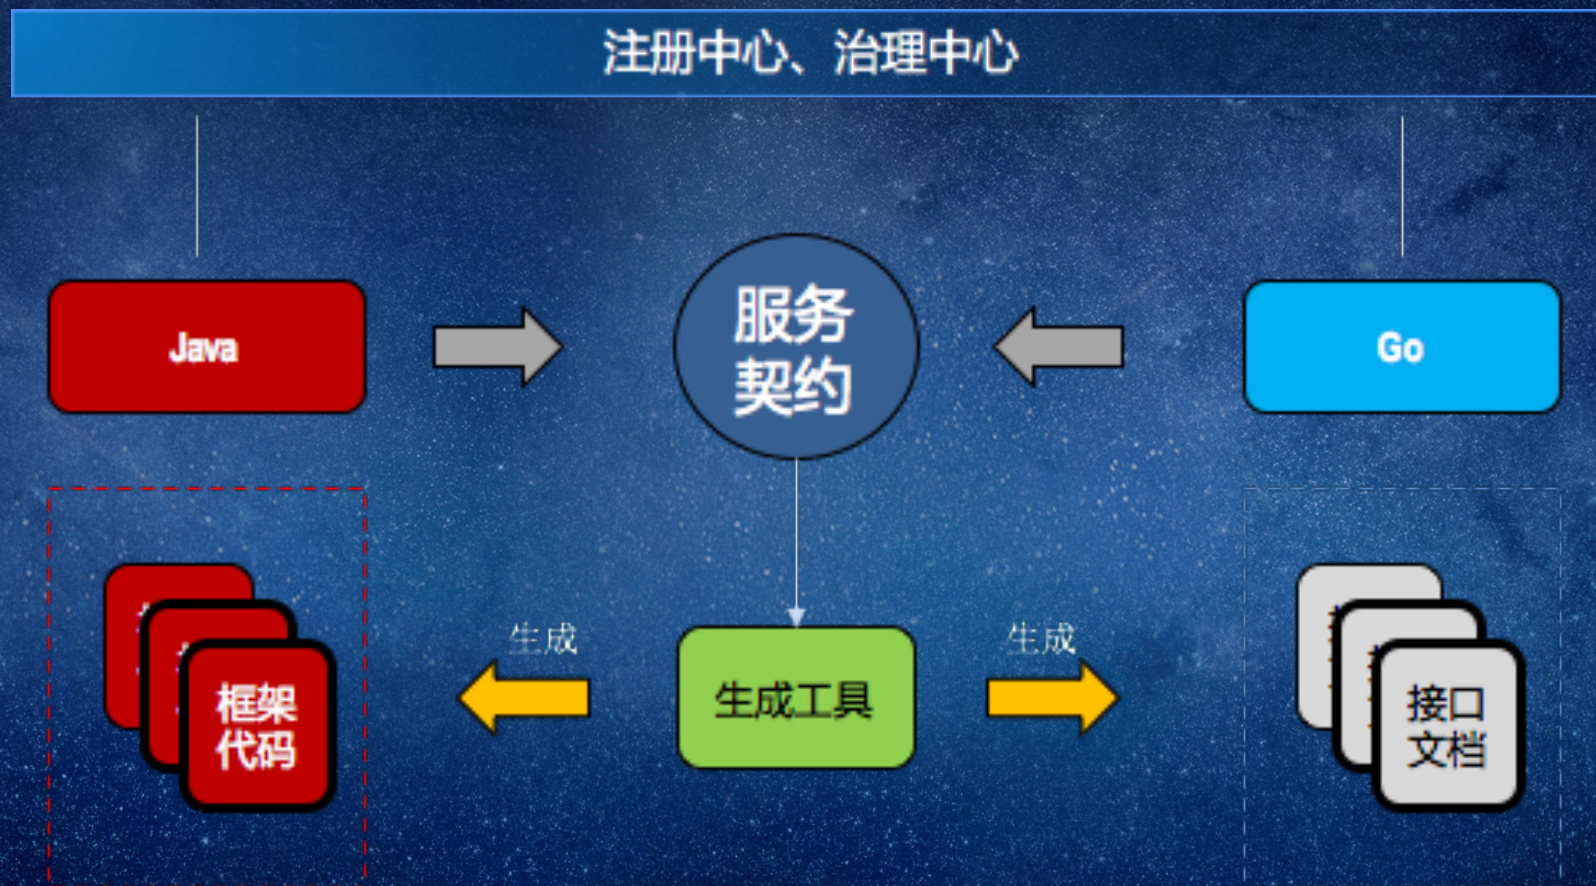 注册中心、治理中心
Java
服务
契约
Go
生成
生成
生成工具
框架
代码
接口
文档